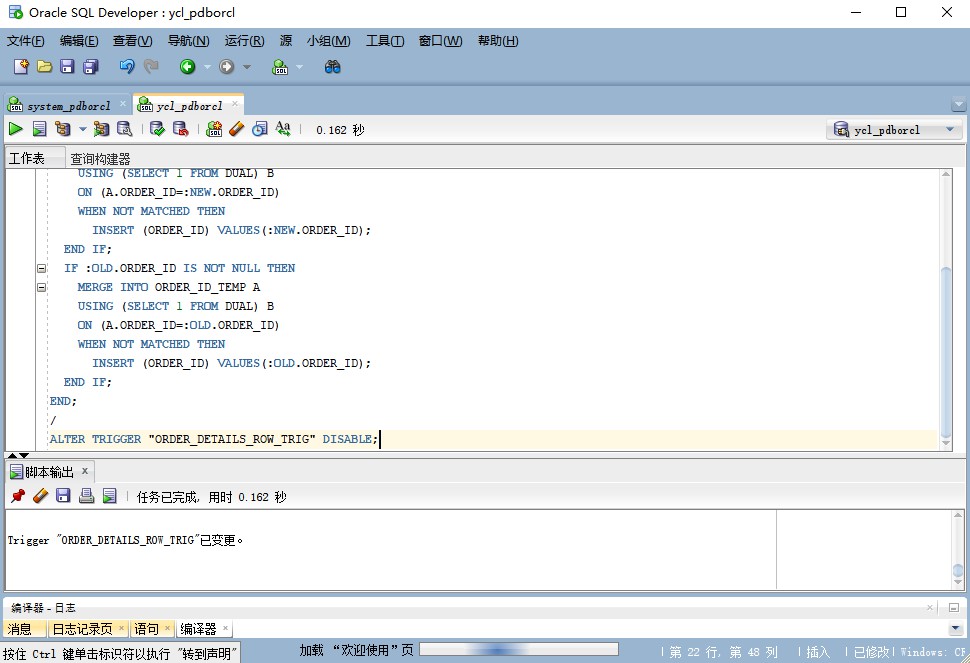 Oracle SQL Developer : ycl_pdborcl
文件(F) 编辑(E) 查看(V) 导航(N) 运行(R) 源 小组(M) 工具(T) 窗口(W) 帮助(H)
system_pdborcl × ycl_pdborcl ×
0.162 秒 ycl_pdborcl
工作表 查询构建器
USING (SELECT 1 FROM DUAL) B
ON (A.ORDER_ID=:NEW.ORDER_ID)
WHEN NOT MATCHED THEN
INSERT (ORDER_ID) VALUES(:NEW.ORDER_ID);
END IF;
IF :OLD.ORDER_ID IS NOT NULL THEN
MERGE INTO ORDER_ID_TEMP A
USING (SELECT 1 FROM DUAL) B
ON (A.ORDER_ID=:OLD.ORDER_ID)
WHEN NOT MATCHED THEN
INSERT (ORDER_ID) VALUES(:OLD.ORDER_ID);
END IF;
END;
/
ALTER TRIGGER "ORDER_DETAILS_ROW_TRIG" DISABLE;
脚本输出 ×
任务已完成, 用时 0.162 秒
Trigger "ORDER_DETAILS_ROW_TRIG"已变更。
编译器 - 日志
消息 日志记录页 × 语句 × 编译器 ×
按住 Ctrl 键单击标识符以执行 "转到声明" 加载 “欢迎使用” 页 | 第 22 行, 第 48 列 | 插入 | 已修改| Windows: CR